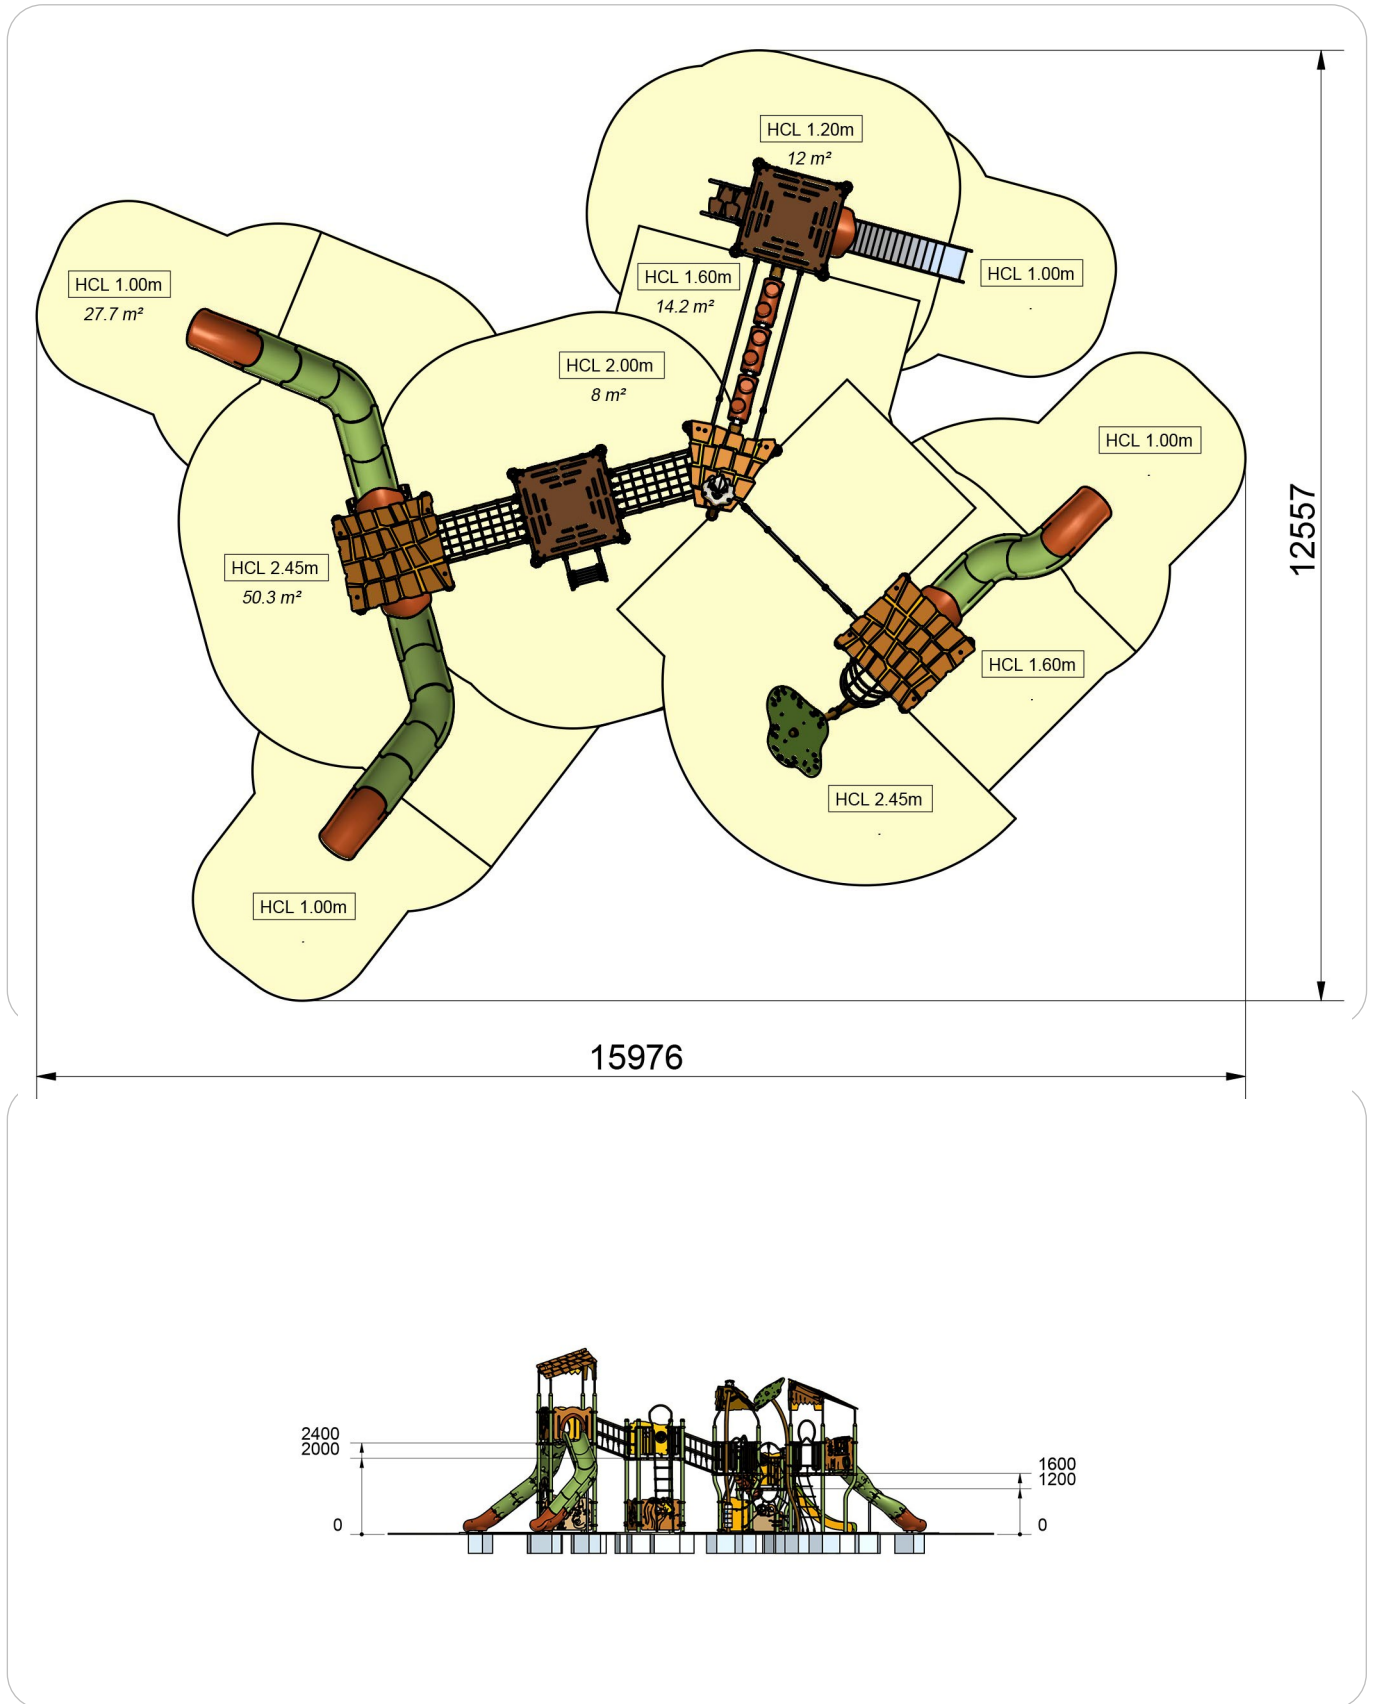 HCL 1.20m
12 m²
HCL 1.60m
14.2 m²
HCL 1.00m
HCL 1.00m
27.7 m²
HCL 2.00m
8 m²
HCL 1.00m
12557
HCL 2.45m
50.3 m²
HCL 1.60m
HCL 2.45m
HCL 1.00m
15976
2400
2000
0
1600
1200
0